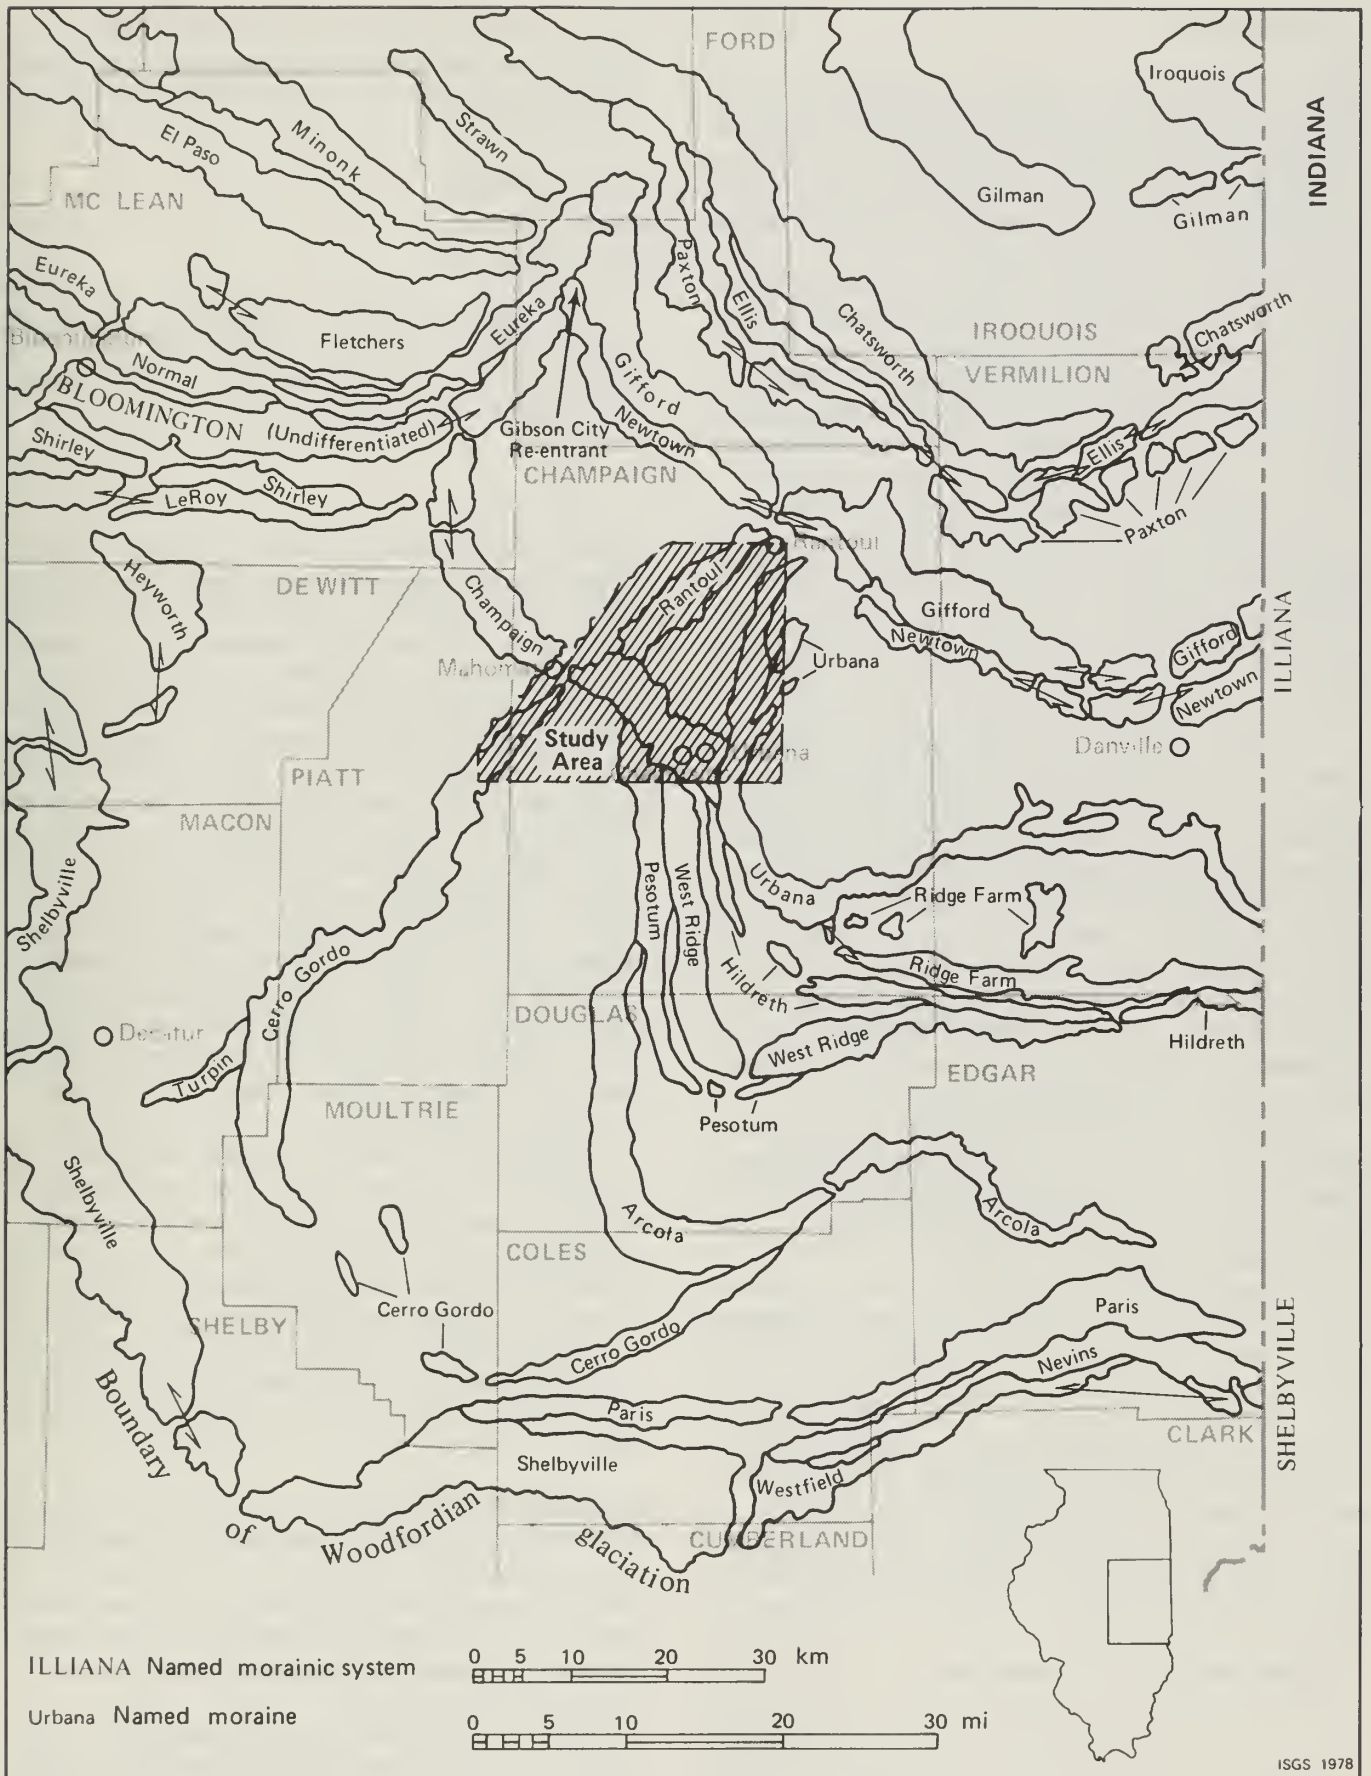 FORD
Iroquois
INDIANA
Minonk
Strawn
El Paso
MC LEAN
Gilman
Gilman
Eureka
Paxton
Ellis
Chatsworth
Chatsworth
Eureka
IROQUOIS
VERMILION
Fletchers
Normal
Gifford
BLOOMINGTON (Undifferentiated)
Gibson City
Re-entrant
Newtown
Shirley
CHAMPAIGN
Ellis
Shirley
LeRoy
Paxton
Rantoul
Heyworth
DE WITT
Champaign
Rantoul
Gifford
Newtown
Gifford
ILLIANA
Mahomet
Urbana
Newtown
Study
Area
Urbana
Danville
PIATT
MACON
Shelbyville
Pesotum
West Ridge
Urbana
Ridge Farm
Cerro Gordo
Hildreth
Ridge Farm
DOUGLAS
Decatur
West Ridge
Hildreth
Turpin
EDGAR
MOULTRIE
Pesotum
Shelbyville
Arcola
Arcola
COLES
Cerro Gordo
SHELBY
Cerro Gordo
Paris
Nevins
SHELBYVILLE
Paris
CLARK
Shelbyville
Westfield
Boundary
of
Woodfordian
glaciation
CUMBERLAND
ILLIANA Named morainic system
0 5 10 20 30 km
Urbana Named moraine
0 5 10 20 30 mi
ISGS 1978